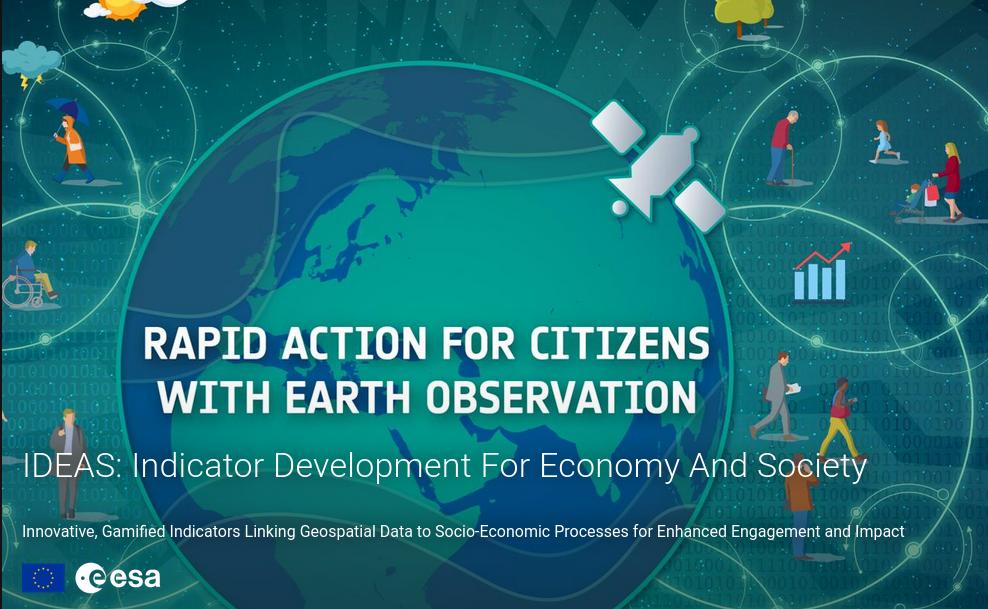 RAPID ACTION FOR CITIZENS
WITH EARTH OBSERVATION
IDEAS: Indicator Development For Economy And Society
Innovative, Gamified Indicators Linking Geospatial Data to Socio-Economic Processes for Enhanced Engagement and Impact
esa